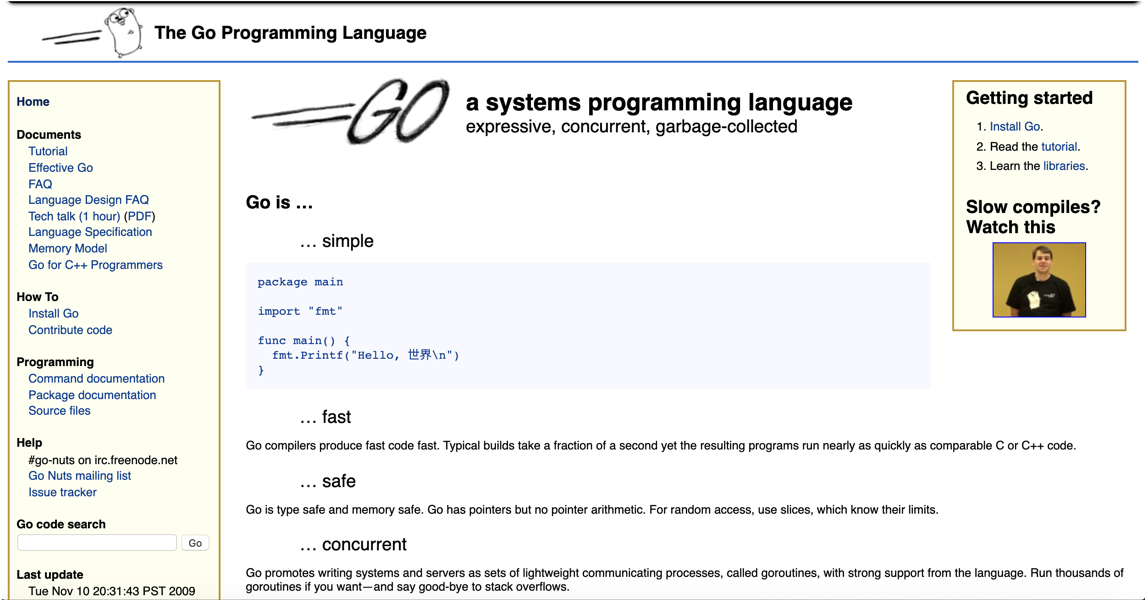 The Go Programming Language
Home
Documents
Tutorial
Effective Go
FAQ
Language Design FAQ
Tech talk (1 hour) (PDF)
Language Specification
Memory Model
Go for C++ Programmers
How To
Install Go
Contribute code
Programming
Command documentation
Package documentation
Source files
Help
#go-nuts on irc.freenode.net
Go Nuts mailing list
Issue tracker
Go code search
Go
Last update
Tue Nov 10 20:31:43 PST 2009
GO
a systems programming language
expressive, concurrent, garbage-collected
Go is …
… simple
package main
import "fmt"
func main() {
  fmt.Printf("Hello, 世界\n")
}
… fast
Go compilers produce fast code fast. Typical builds take a fraction of a second yet the resulting programs run nearly as quickly as comparable C or C++ code.
… safe
Go is type safe and memory safe. Go has pointers but no pointer arithmetic. For random access, use slices, which know their limits.
… concurrent
Go promotes writing systems and servers as sets of lightweight communicating processes, called goroutines, with strong support from the language. Run thousands of
goroutines if you want—and say good-bye to stack overflows.
Getting started
1. Install Go.
2. Read the tutorial.
3. Learn the libraries.
Slow compiles?
Watch this